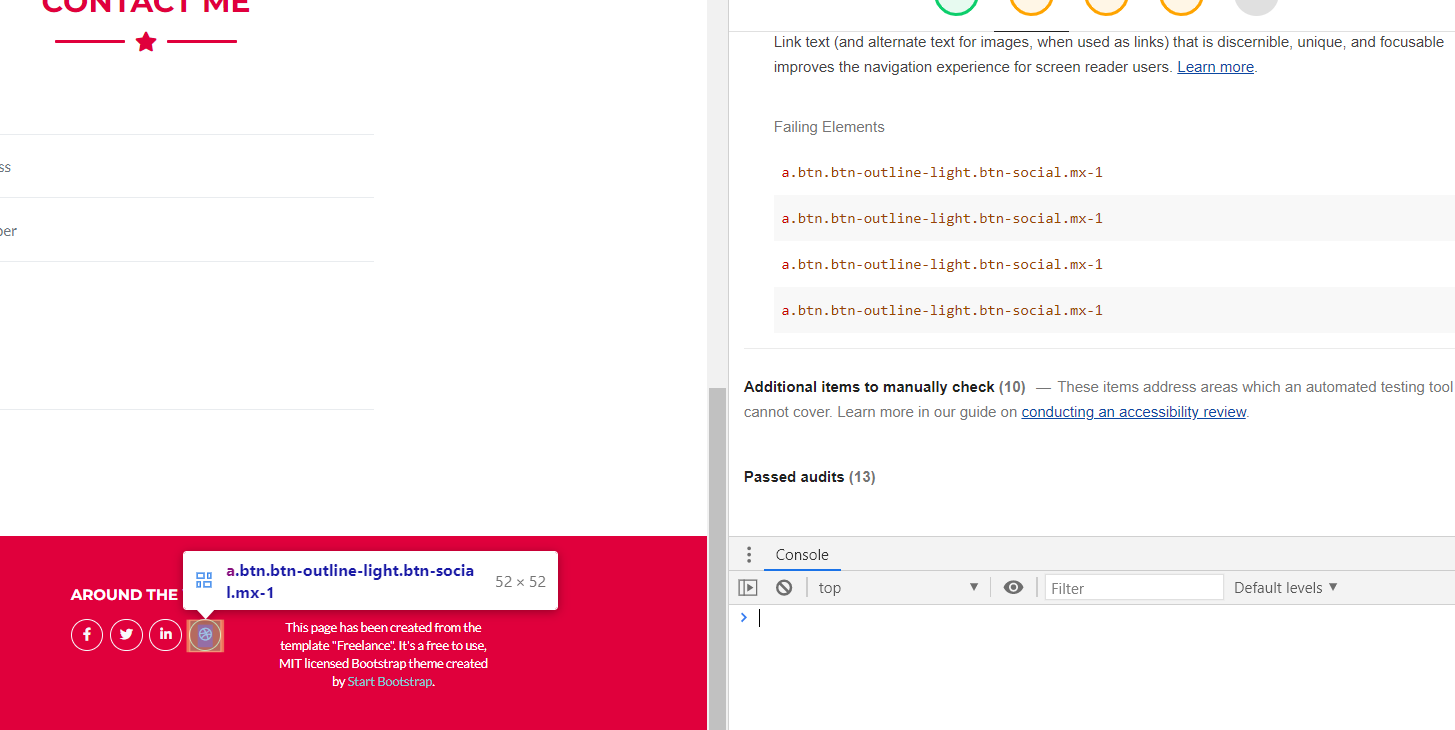 CONTACT ME
ss
per
AROUND THE
a.btn.btn-outline-light.btn-socia
l.mx-1
52 × 52
This page has been created from the
template "Freelance". It's a free to use,
MIT licensed Bootstrap theme created
by Start Bootstrap.
Link text (and alternate text for images, when used as links) that is discernible, unique, and focusable
improves the navigation experience for screen reader users. Learn more.
Failing Elements
a.btn.btn-outline-light.btn-social.mx-1
a.btn.btn-outline-light.btn-social.mx-1
a.btn.btn-outline-light.btn-social.mx-1
a.btn.btn-outline-light.btn-social.mx-1
Additional items to manually check (10) — These items address areas which an automated testing tool
cannot cover. Learn more in our guide on conducting an accessibility review.
Passed audits (13)
Console
top
Filter
Default levels